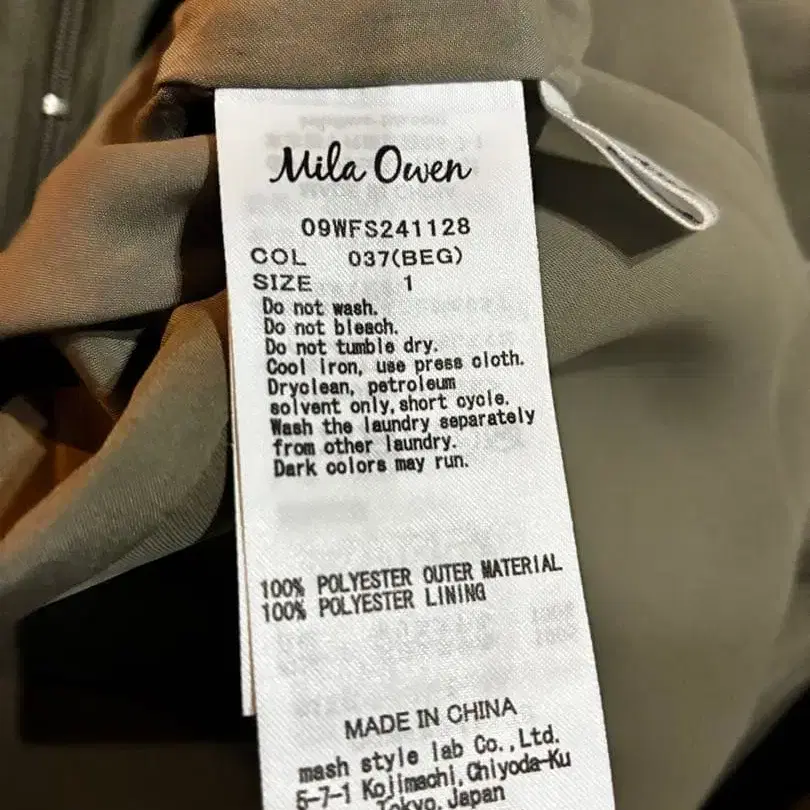 Mila Owen
09WFS241128
COL 037(BEG)
SIZE 1
Do not wash.
Do not bleach.
Do not tumble dry.
Cool iron, use press cloth.
Dryclean, petroleum
solvent only, short cycle.
Wash the laundry separately
from other laundry.
Dark colors may run.
100% POLYESTER OUTER MATERIAL
100% POLYESTER LINING
MADE IN CHINA
mash style lab Co.,Ltd.
5-7-1 Kojimachi,Chiyoda-Ku
Tokyo,Japan